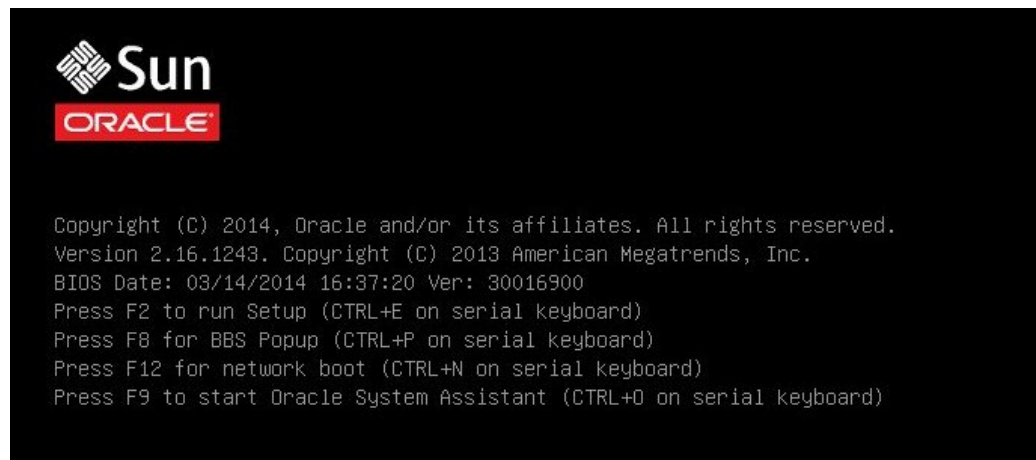 Sun
ORACLE
Copyright (C) 2014, Oracle and/or its affiliates. All rights reserved.
Version 2.16.1243. Copyright (C) 2013 American Megatrends, Inc.
BIOS Date: 03/14/2014 16:37:20 Ver: 30016900
Press F2 to run Setup (CTRL+E on serial keyboard)
Press F8 for BBS Popup (CTRL+P on serial keyboard)
Press F12 for network boot (CTRL+N on serial keyboard)
Press F9 to start Oracle System Assistant (CTRL+O on serial keyboard)